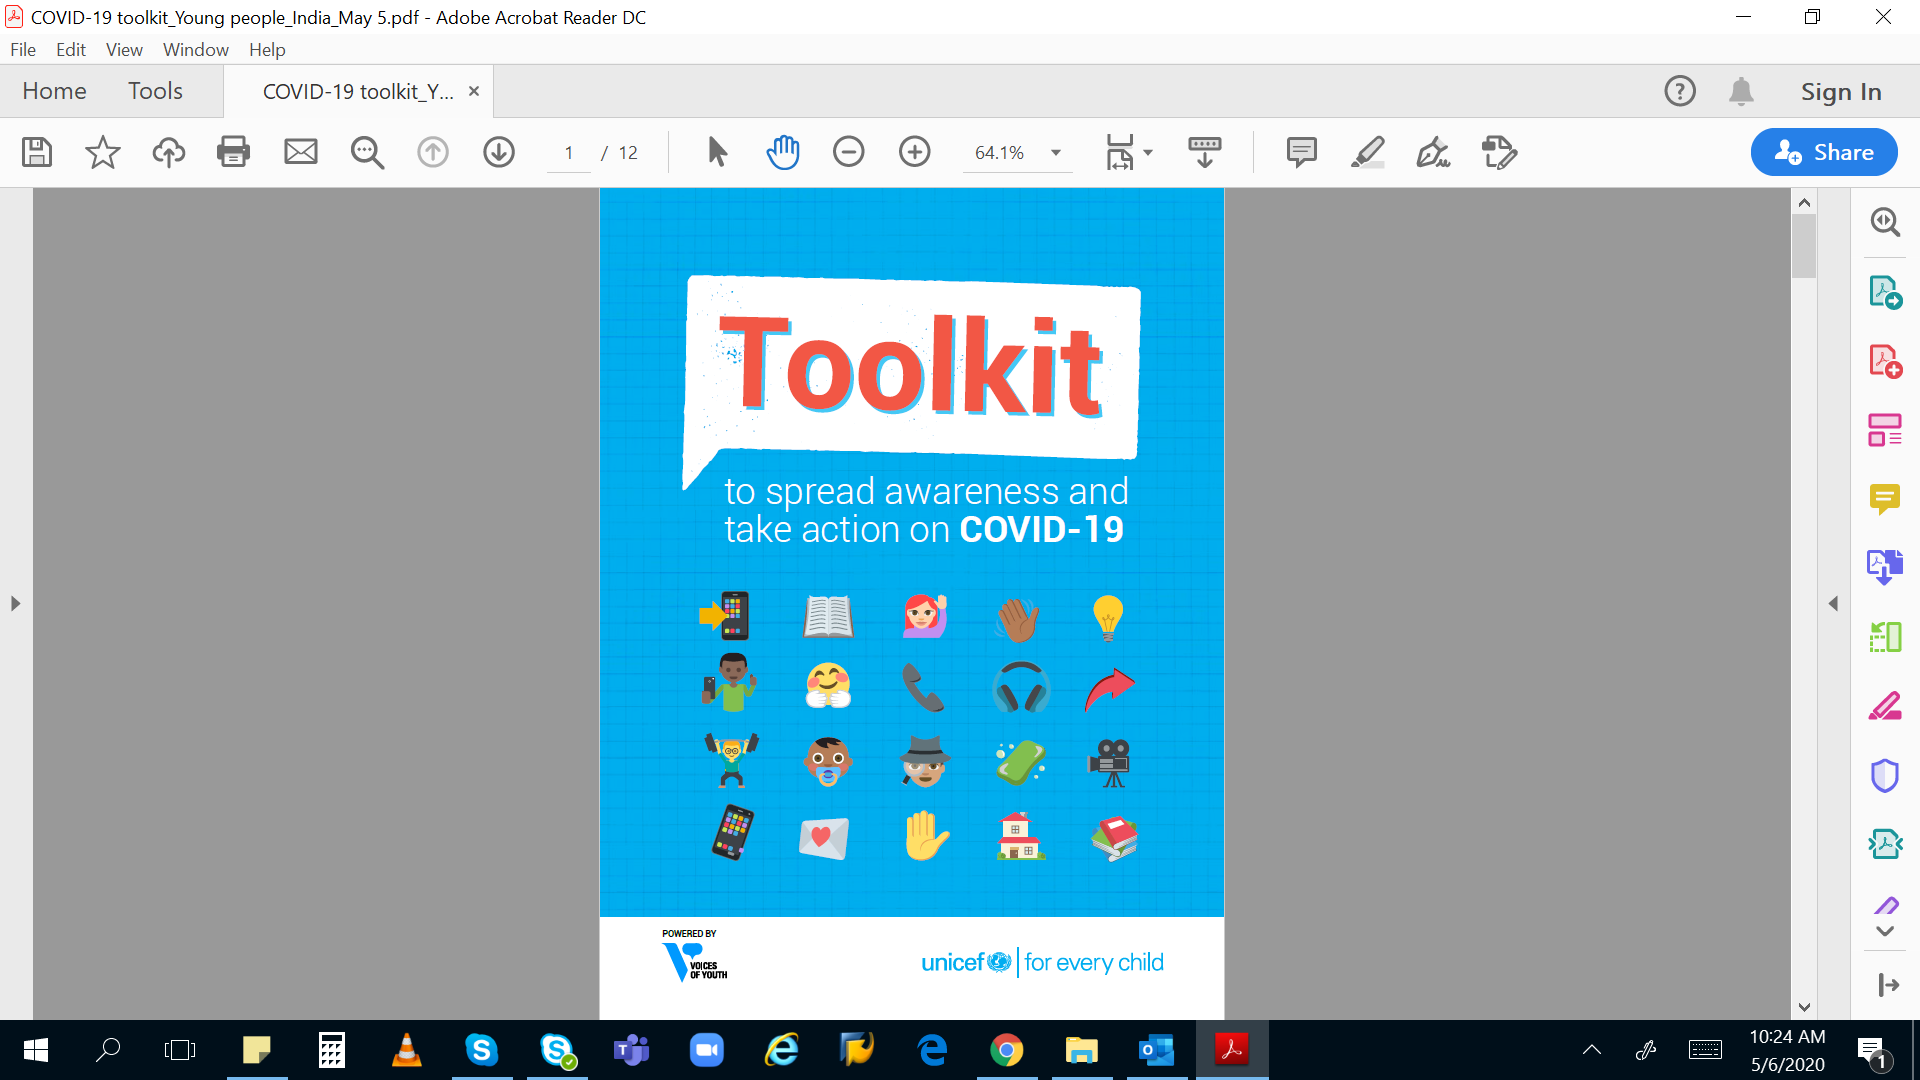 COVID-19 toolkit_Young people_India_May 5.pdf - Adobe Acrobat Reader DC
File Edit View Window Help
Home Tools COVID-19 toolkit_Y... × Sign In
1 / 12 64.1% Share
Toolkit
to spread awareness and
take action on COVID-19
POWERED BY
VOICES
OF YOUTH
unicef for every child
10:24 AM
5/6/2020
1